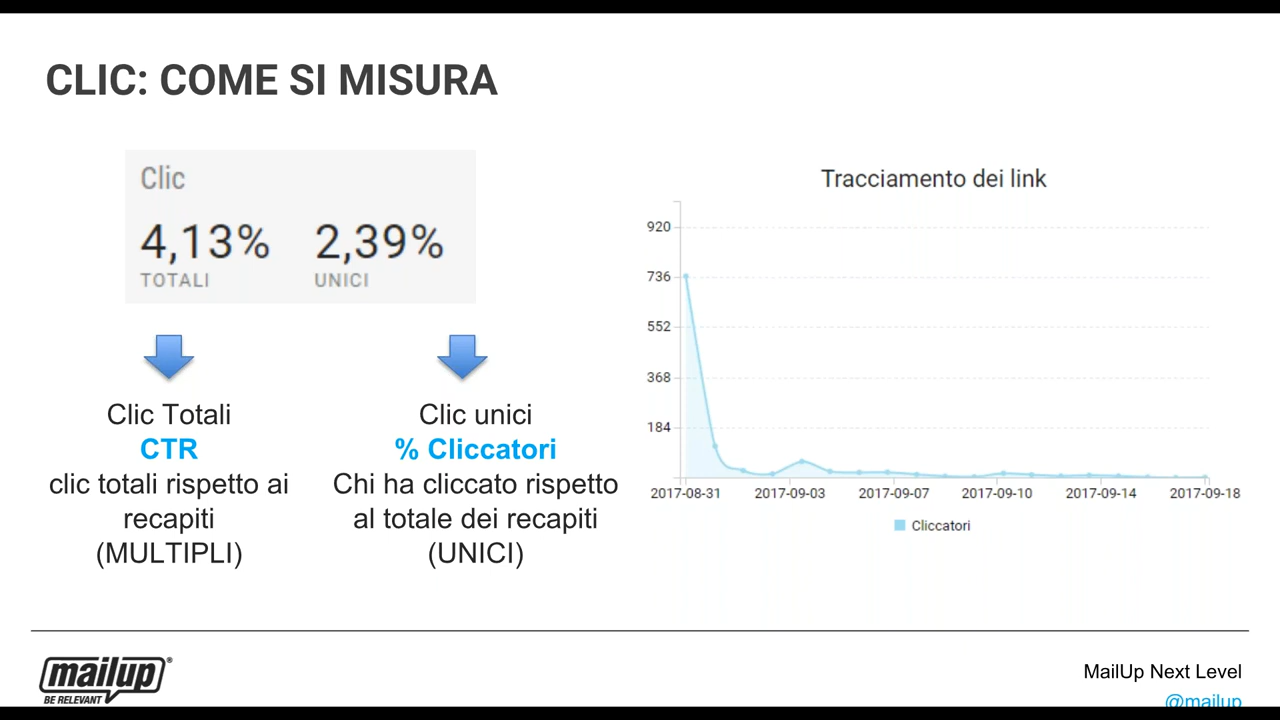 CLIC: COME SI MISURA
Clic
4,13% 2,39%
TOTALI UNICI
Clic Totali
CTR
clic totali rispetto ai
recapiti
(MULTIPLI)
Clic unici
% Cliccatori
Chi ha cliccato rispetto
al totale dei recapiti
(UNICI)
Tracciamento dei link
920
736
552
368
184
2017-08-31 2017-09-03 2017-09-07 2017-09-10 2017-09-14 2017-09-18
Cliccatori
mailup®
BE RELEVANT
MailUp Next Level
@mailup